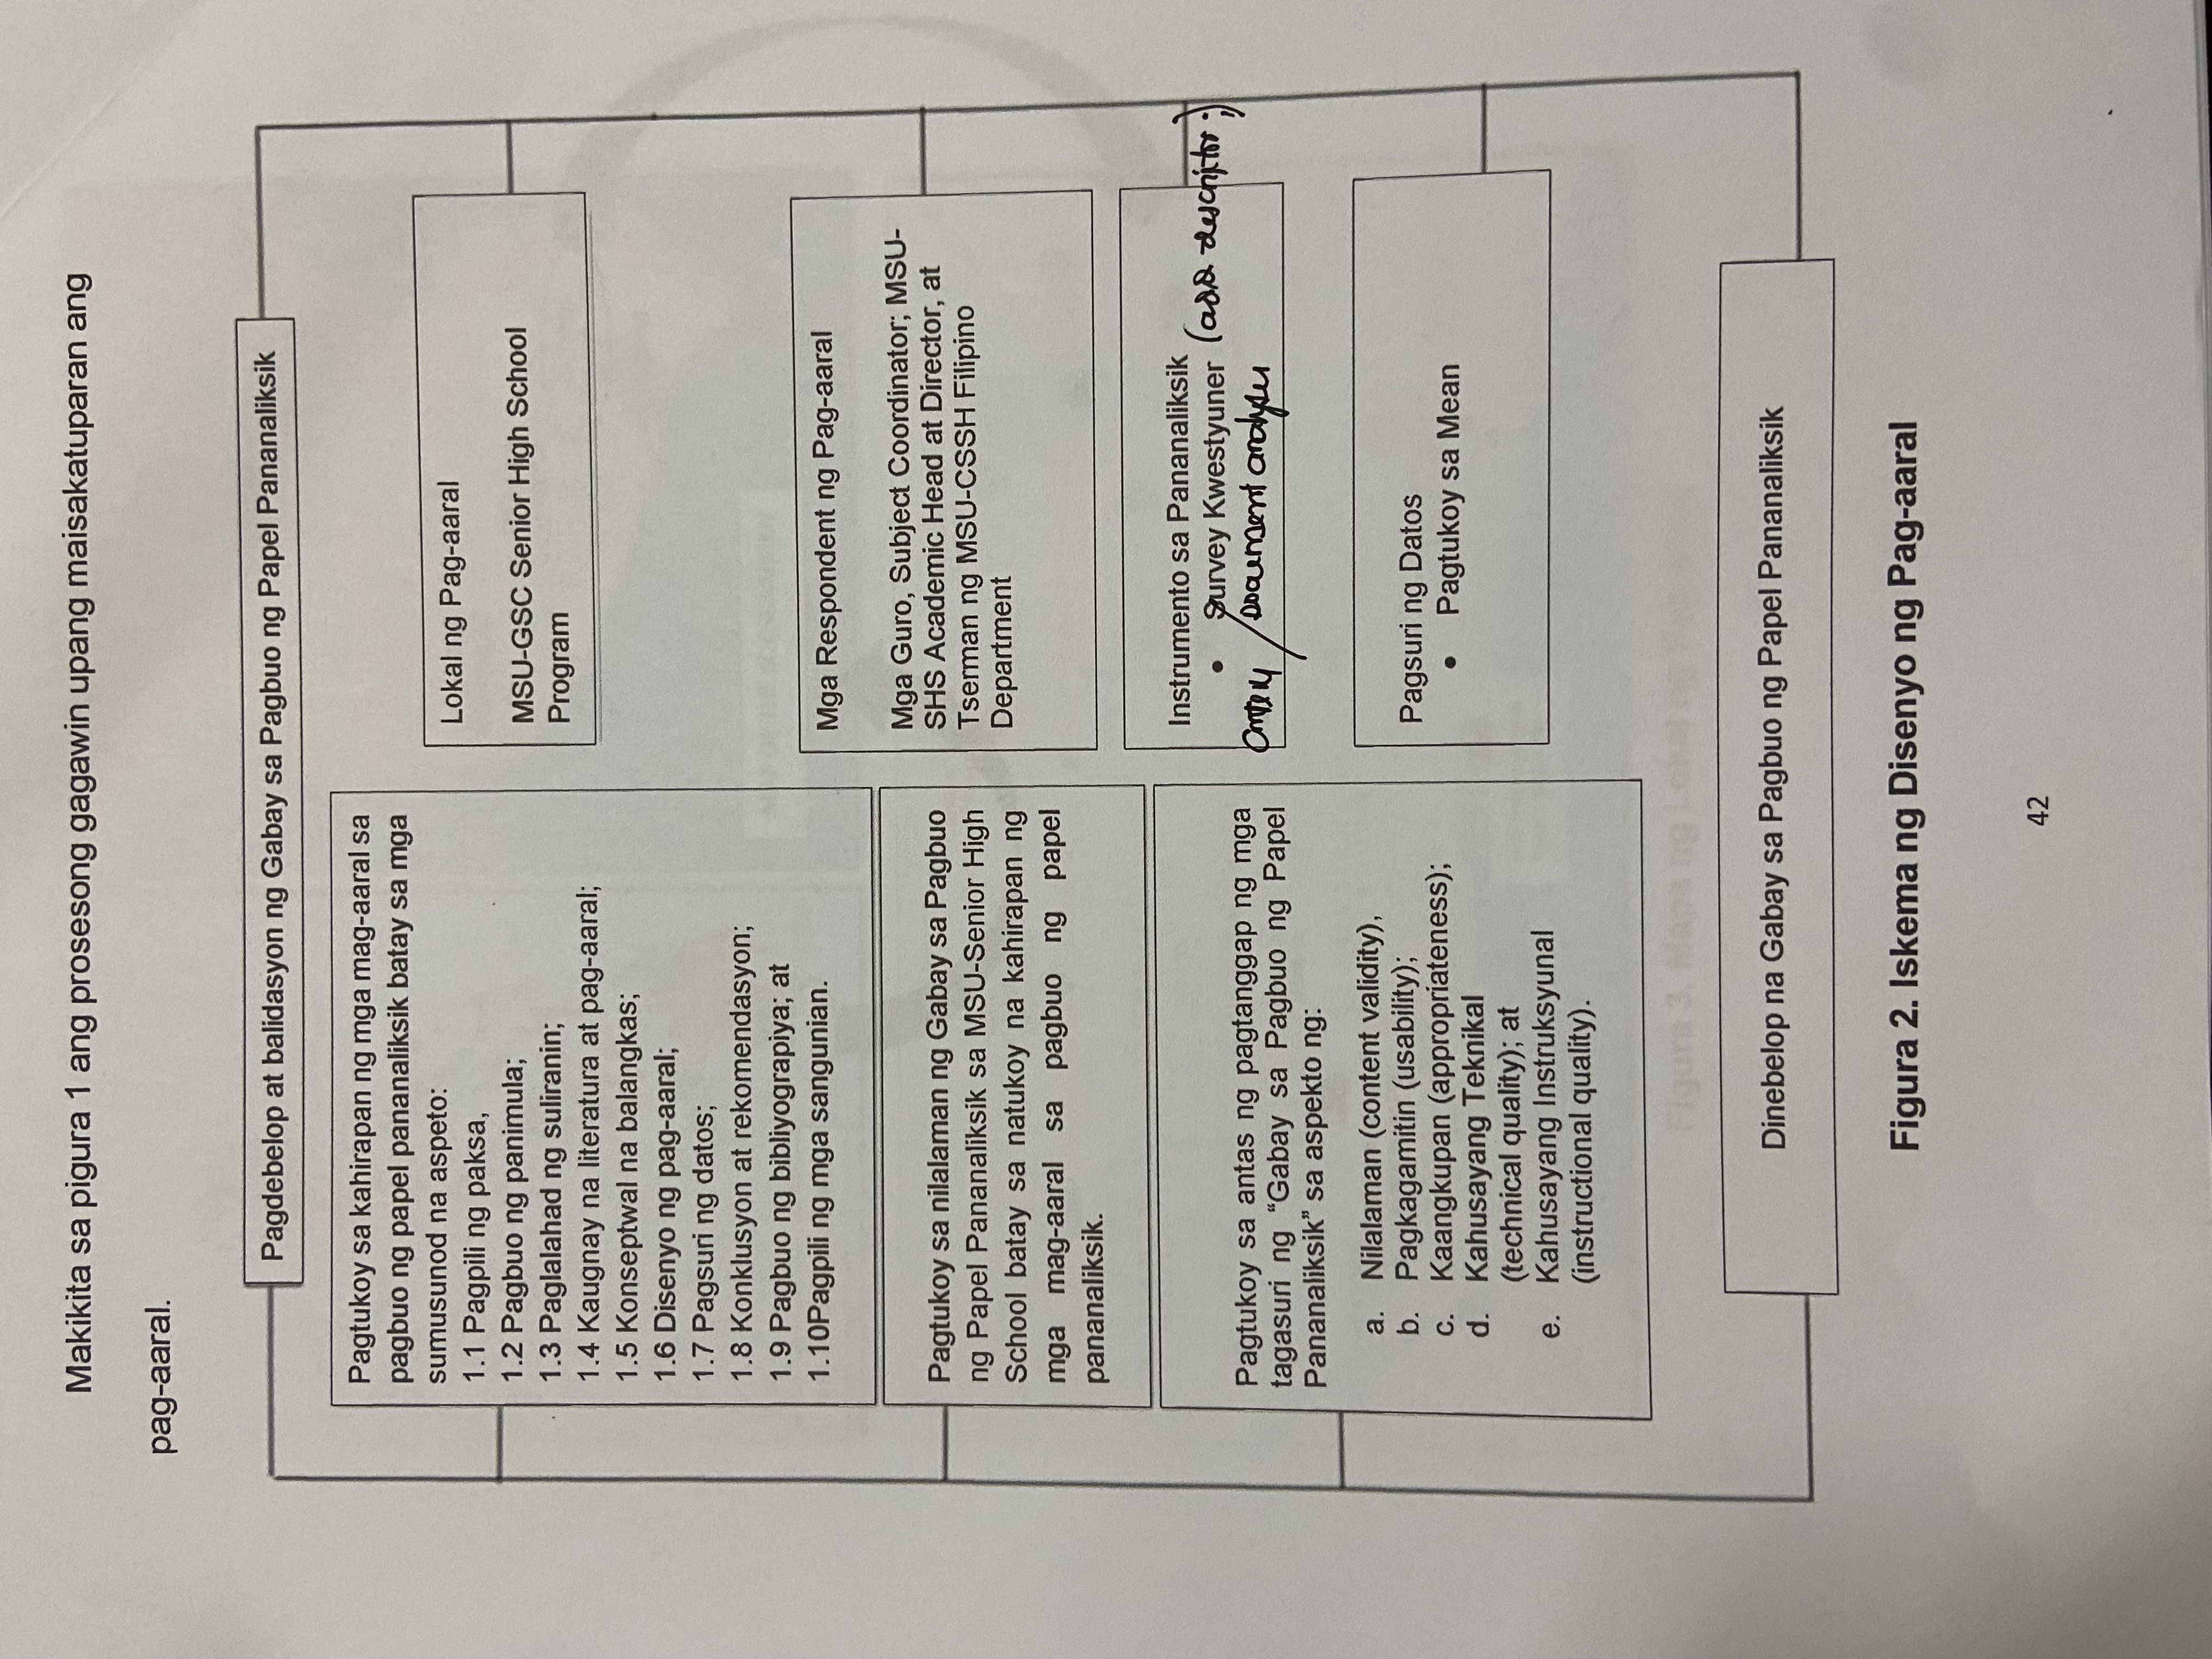 Makikita sa pigura 1 ang prosesong gagawin upang maisakatuparan ang
pag-aaral.
Pagdebelop at balidasyon ng Gabay sa Pagbuo ng Papel Pananaliksik
Pagtukoy sa kahirapan ng mga mag-aaral sa
pagbuo ng papel pananaliksik batay sa mga
sumusunod na aspeto:
1.1 Pagpili ng paksa,
1.2 Pagbuo ng panimula;
1.3 Paglalahad ng suliranin;
1.4 Kaugnay na literatura at pag-aaral;
1.5 Konseptwal na balangkas;
1.6 Disenyo ng pag-aaral;
1.7 Pagsuri ng datos;
1.8 Konklusyon at rekomendasyon;
1.9 Pagbuo ng bibliyograpiya; at
1.10Pagpili ng mga sangunian.
Pagtukoy sa nilalaman ng Gabay sa Pagbuo
ng Papel Pananaliksik sa MSU-Senior High
School batay sa natukoy na kahirapan ng
mga mag-aaral sa pagbuo ng papel
pananaliksik.
Pagtukoy sa antas ng pagtanggap ng mga
tagasuri ng “Gabay sa Pagbuo ng Papel
Pananaliksik” sa aspekto ng:
a. Nilalaman (content validity),
b. Pagkagamitin (usability);
c. Kaangkupan (appropriateness);
d. Kahusayang Teknikal
(technical quality); at
e. Kahusayang Instruksyunal
(instructional quality).
Lokal ng Pag-aaral
MSU-GSC Senior High School
Program
Mga Respondent ng Pag-aaral
Mga Guro, Subject Coordinator; MSU-
SHS Academic Head at Director, at
Tserman ng MSU-CSSH Filipino
Department
Instrumento sa Pananaliksik
• Survey Kwestyuner (add descriptor;)
/ Document analysis
Pagsuri ng Datos
• Pagtukoy sa Mean
Figura 3. Mapa ng Lokal ng Pag-aaral
Dinebelop na Gabay sa Pagbuo ng Papel Pananaliksik
Figura 2. Iskema ng Disenyo ng Pag-aaral
42